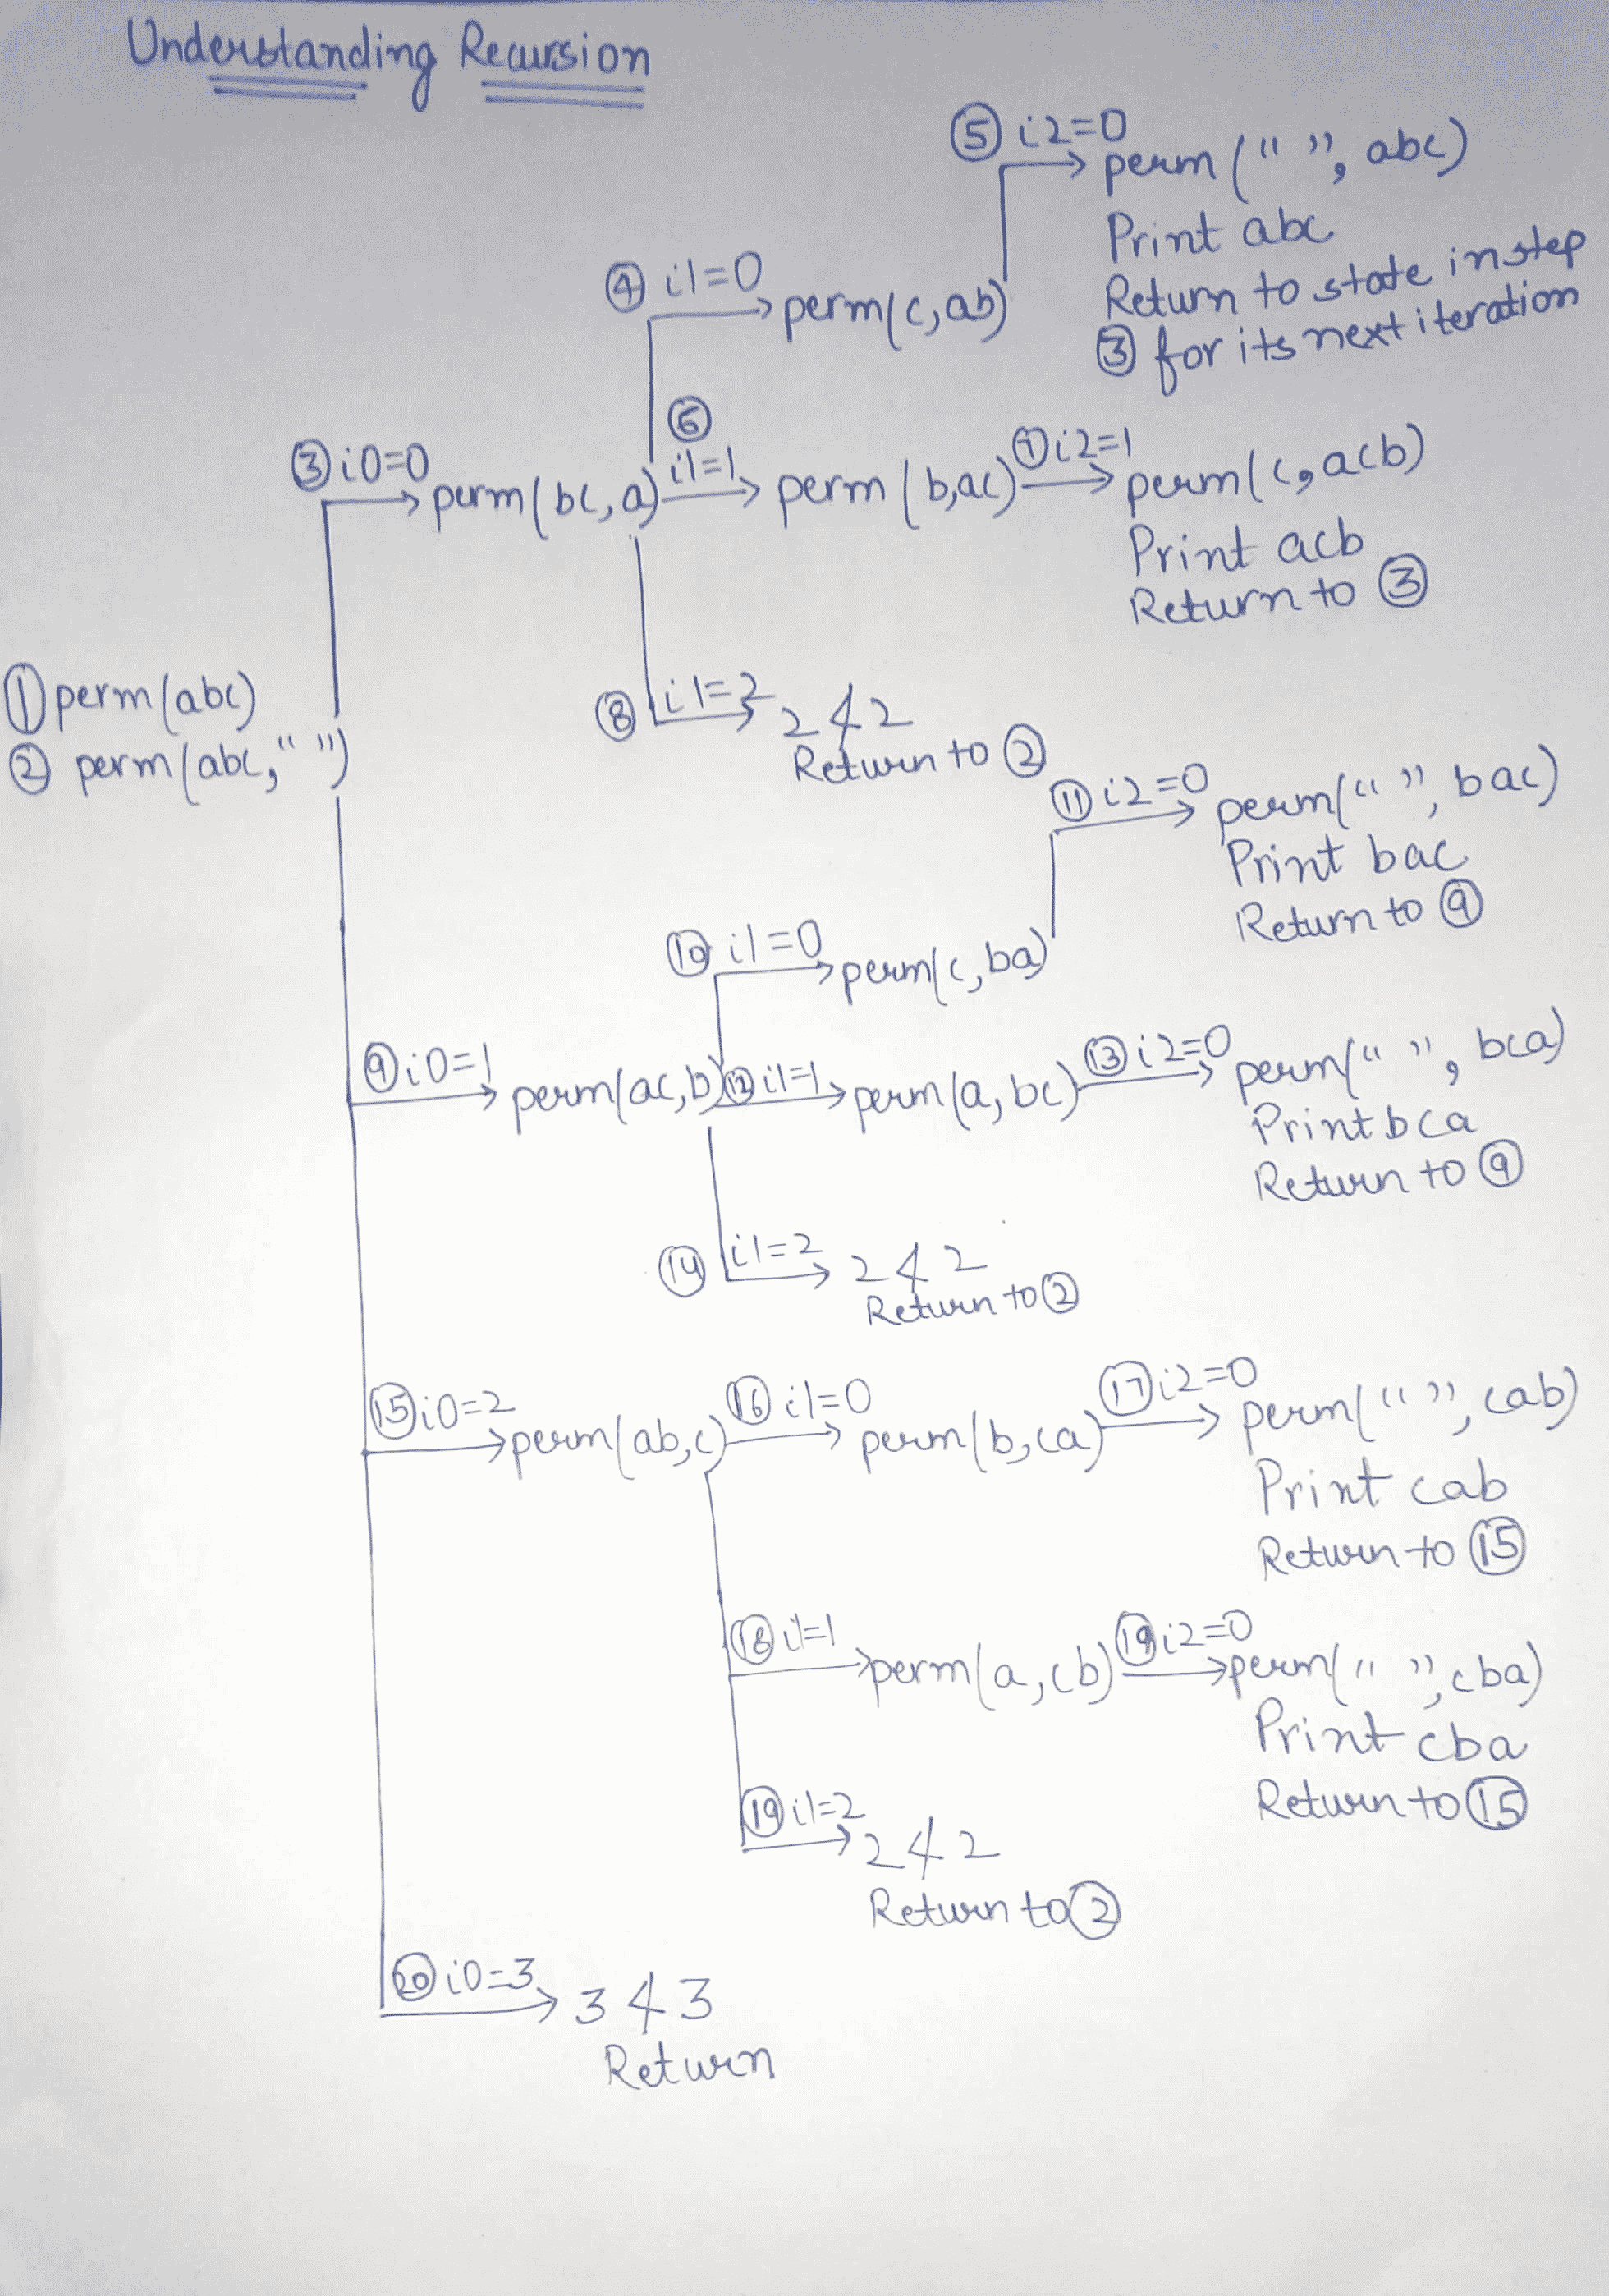 Understanding Recursion
⑤ i2=0
perm (" ", abc)
Print abc
Return to state in step
③ for its next iteration
④ i1=0
perm(c, ab)
③ i0=0
perm(bc, a)
⑥
i1=1
perm (b,ac)
⑦ i2=1
perm(c, acb)
Print acb
Return to ③
① perm(abc)
② perm(abc," ")
⑧ i1=2
2 ≮ 2
Return to ②
⑪ i2=0
perm(" ", bac)
Print bac
Return to ⑨
⑩ i1=0
perm(c, ba)
⑨ i0=1
perm(ac,b)
⑫ i1=1
perm(a, bc)
⑬ i2=0
perm(" ", bca)
Print bca
Return to ⑨
⑭ i1=2
2 ≮ 2
Return to ②
⑮ i0=2
perm(ab,c)
⑯ i1=0
perm(b,ca)
⑰ i2=0
perm(" ", cab)
Print cab
Return to ⑮
⑱ i1=1
perm(a,cb)
⑲ i2=0
perm(" ", cba)
Print cba
Return to ⑮
⑲ i1=2
2 ≮ 2
Return to ②
⑳ i0=3
3 ≮ 3
Return